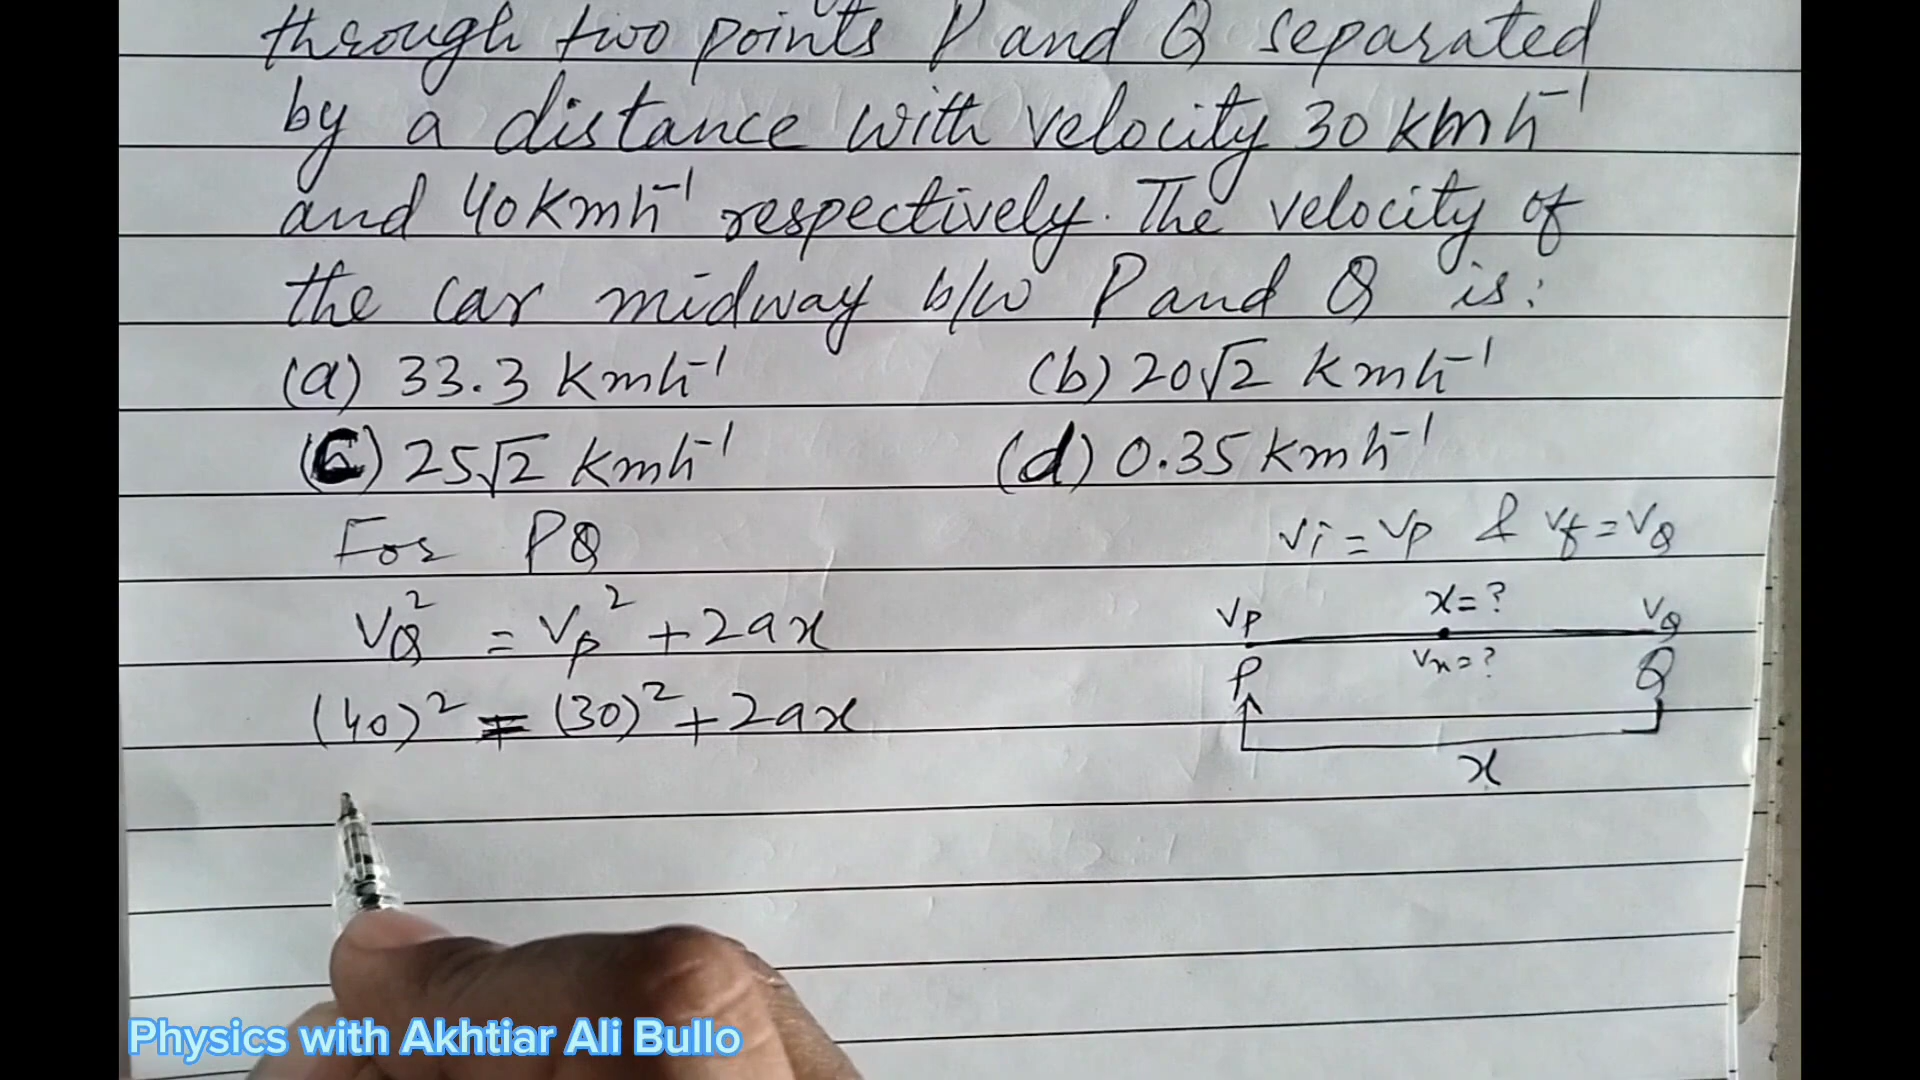 through two points P and Q separated
by a distance with velocity 30 kmh⁻¹
and 40 kmh⁻¹ respectively. The velocity of
the car midway b/w P and Q is:
(a) 33.3 kmh⁻¹ (b) 20√2 kmh⁻¹
(c) 25√2 kmh⁻¹ (d) 0.35 kmh⁻¹
For PQ vi = vp & vf = vQ
vQ² = vp² + 2ax
(40)² = (30)² + 2ax
vp x = ? vQ
P vx = ? Q
x
Physics with Akhtiar Ali Bullo